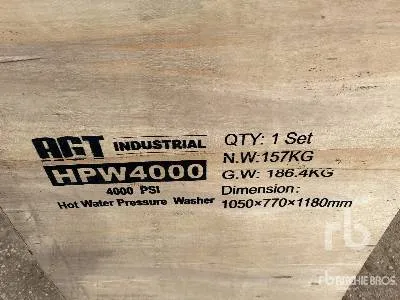 AGT INDUSTRIAL
HPW4000
4000 PSI
Hot Water Pressure Washer
QTY: 1 Set
N.W:157KG
G.W: 186.4KG
Dimension:
1050×770×1180mm
rb
rb
RITCHIE BROS.